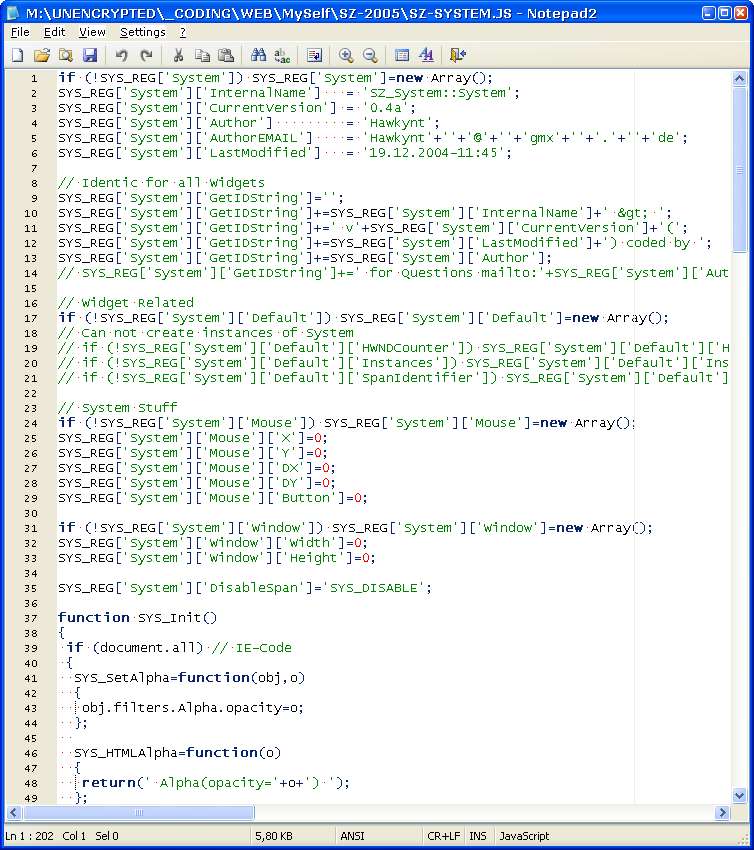 M:\UNENCRYPTED\_CODING\WEB\MySelf\SZ-2005\SZ-SYSTEM.JS - Notepad2
File Edit View Settings ?
1 if (!SYS_REG['System']) SYS_REG['System']=new Array();
2 SYS_REG['System']['InternalName']   = 'SZ_System::System';
3 SYS_REG['System']['CurrentVersion'] = '0.4a';
4 SYS_REG['System']['Author']         = 'Hawkynt';
5 SYS_REG['System']['AuthorEMAIL']    = 'Hawkynt'+''+'@'+''+'gmx'+''+'.'+''+'de';
6 SYS_REG['System']['LastModified']   = '19.12.2004-11:45';
7
8 // Identic for all Widgets
9 SYS_REG['System']['GetIDString']='';
10 SYS_REG['System']['GetIDString']+=SYS_REG['System']['InternalName']+' &gt; ';
11 SYS_REG['System']['GetIDString']+=' v'+SYS_REG['System']['CurrentVersion']+'(';
12 SYS_REG['System']['GetIDString']+=SYS_REG['System']['LastModified']+') coded by ';
13 SYS_REG['System']['GetIDString']+=SYS_REG['System']['Author'];
14 // SYS_REG['System']['GetIDString']+=' for Questions mailto:'+SYS_REG['System']['Aut
15
16 // Widget Related
17 if (!SYS_REG['System']['Default']) SYS_REG['System']['Default']=new Array();
18 // Can not create instances of System
19 // if (!SYS_REG['System']['Default']['HWNDCounter']) SYS_REG['System']['Default']['H
20 // if (!SYS_REG['System']['Default']['Instances']) SYS_REG['System']['Default']['Ins
21 // if (!SYS_REG['System']['Default']['SpanIdentifier']) SYS_REG['System']['Default']
22
23 // System Stuff
24 if (!SYS_REG['System']['Mouse']) SYS_REG['System']['Mouse']=new Array();
25 SYS_REG['System']['Mouse']['X']=0;
26 SYS_REG['System']['Mouse']['Y']=0;
27 SYS_REG['System']['Mouse']['DX']=0;
28 SYS_REG['System']['Mouse']['DY']=0;
29 SYS_REG['System']['Mouse']['Button']=0;
30
31 if (!SYS_REG['System']['Window']) SYS_REG['System']['Window']=new Array();
32 SYS_REG['System']['Window']['Width']=0;
33 SYS_REG['System']['Window']['Height']=0;
34
35 SYS_REG['System']['DisableSpan']='SYS_DISABLE';
36
37 function SYS_Init()
38 {
39  if (document.all) // IE-Code
40  {
41   SYS_SetAlpha=function(obj,o)
42   {
43    obj.filters.Alpha.opacity=o;
44   };
45
46   SYS_HTMLAlpha=function(o)
47   {
48    return(' Alpha(opacity='+o+') ');
49   };
Ln 1 : 202 Col 1 Sel 0 5,80 KB ANSI CR+LF INS JavaScript